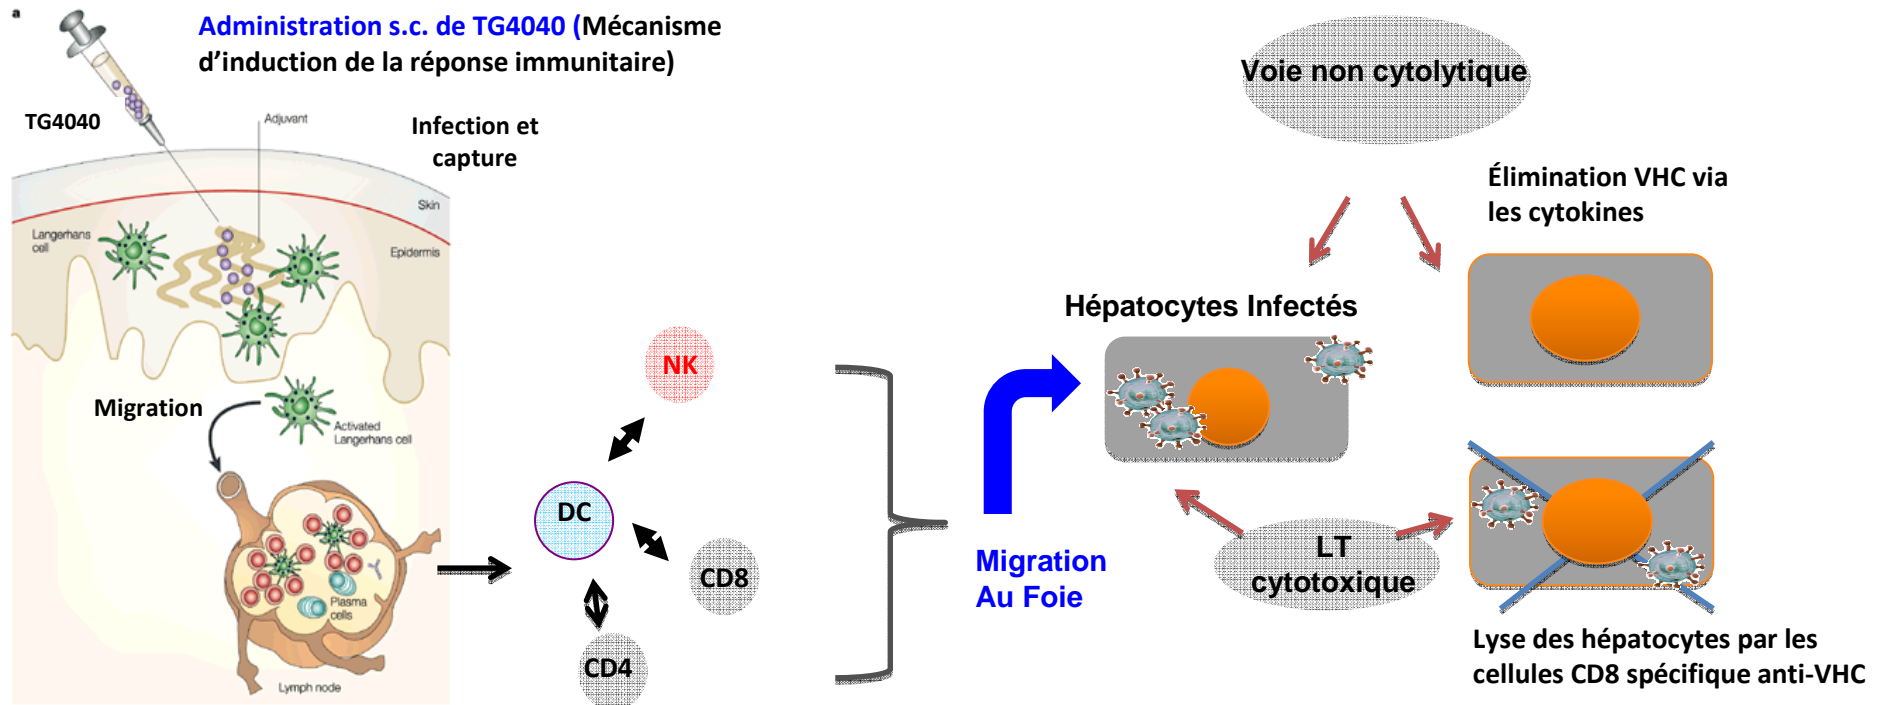 a
Administration s.c. de TG4040 (Mécanisme
d’induction de la réponse immunitaire)
TG4040
Adjuvant
Infection et
capture
Skin
Langerhans
cell
Epidermis
Migration
Activated
Langerhans cell
Plasma
cells
Lymph node
NK
DC
CD8
CD4
Migration
Au Foie
Voie non cytolytique
Élimination VHC via
les cytokines
Hépatocytes Infectés
LT
cytotoxique
Lyse des hépatocytes par les
cellules CD8 spécifique anti-VHC